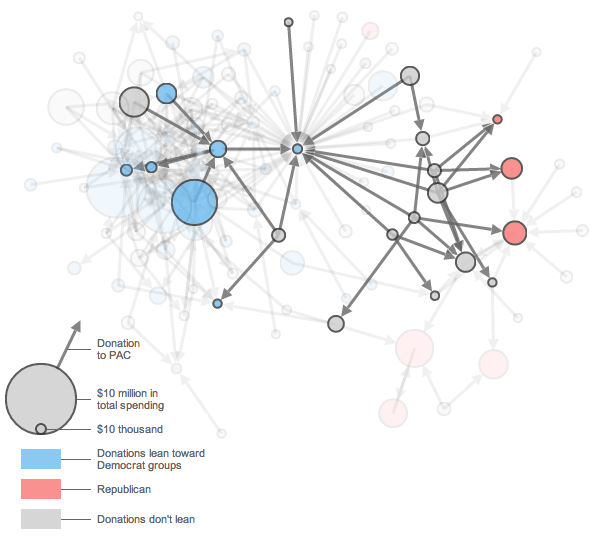 Donation
to PAC
$10 million in
total spending
$10 thousand
Donations lean toward
Democrat groups
Republican
Donations don't lean